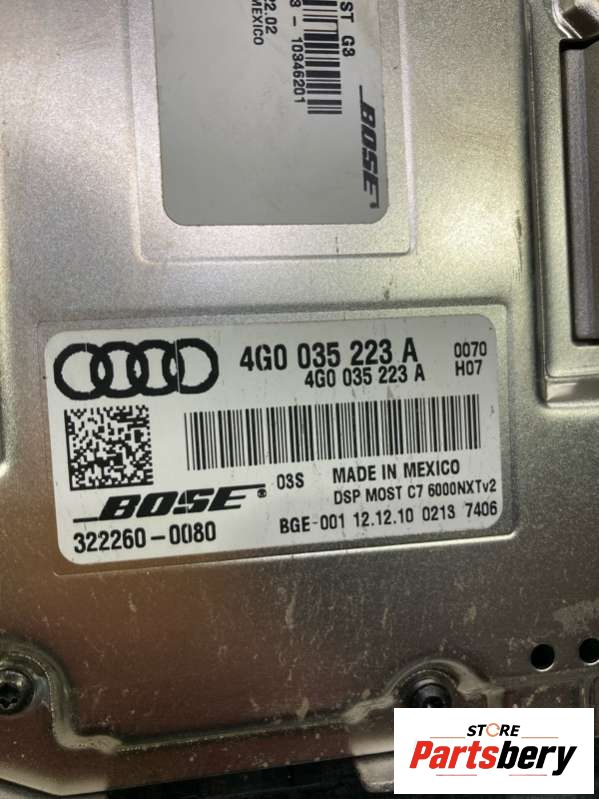 ST G3
22.02
3 - 10346201
MEXICO
BOSE
4G0 035 223 A
0070
4G0 035 223 A
H07
03S
MADE IN MEXICO
BOSE®
DSP MOST C7 6000NXTv2
322260-0080
BGE-001 12.12.10 0213 7406
STORE
Partsbery